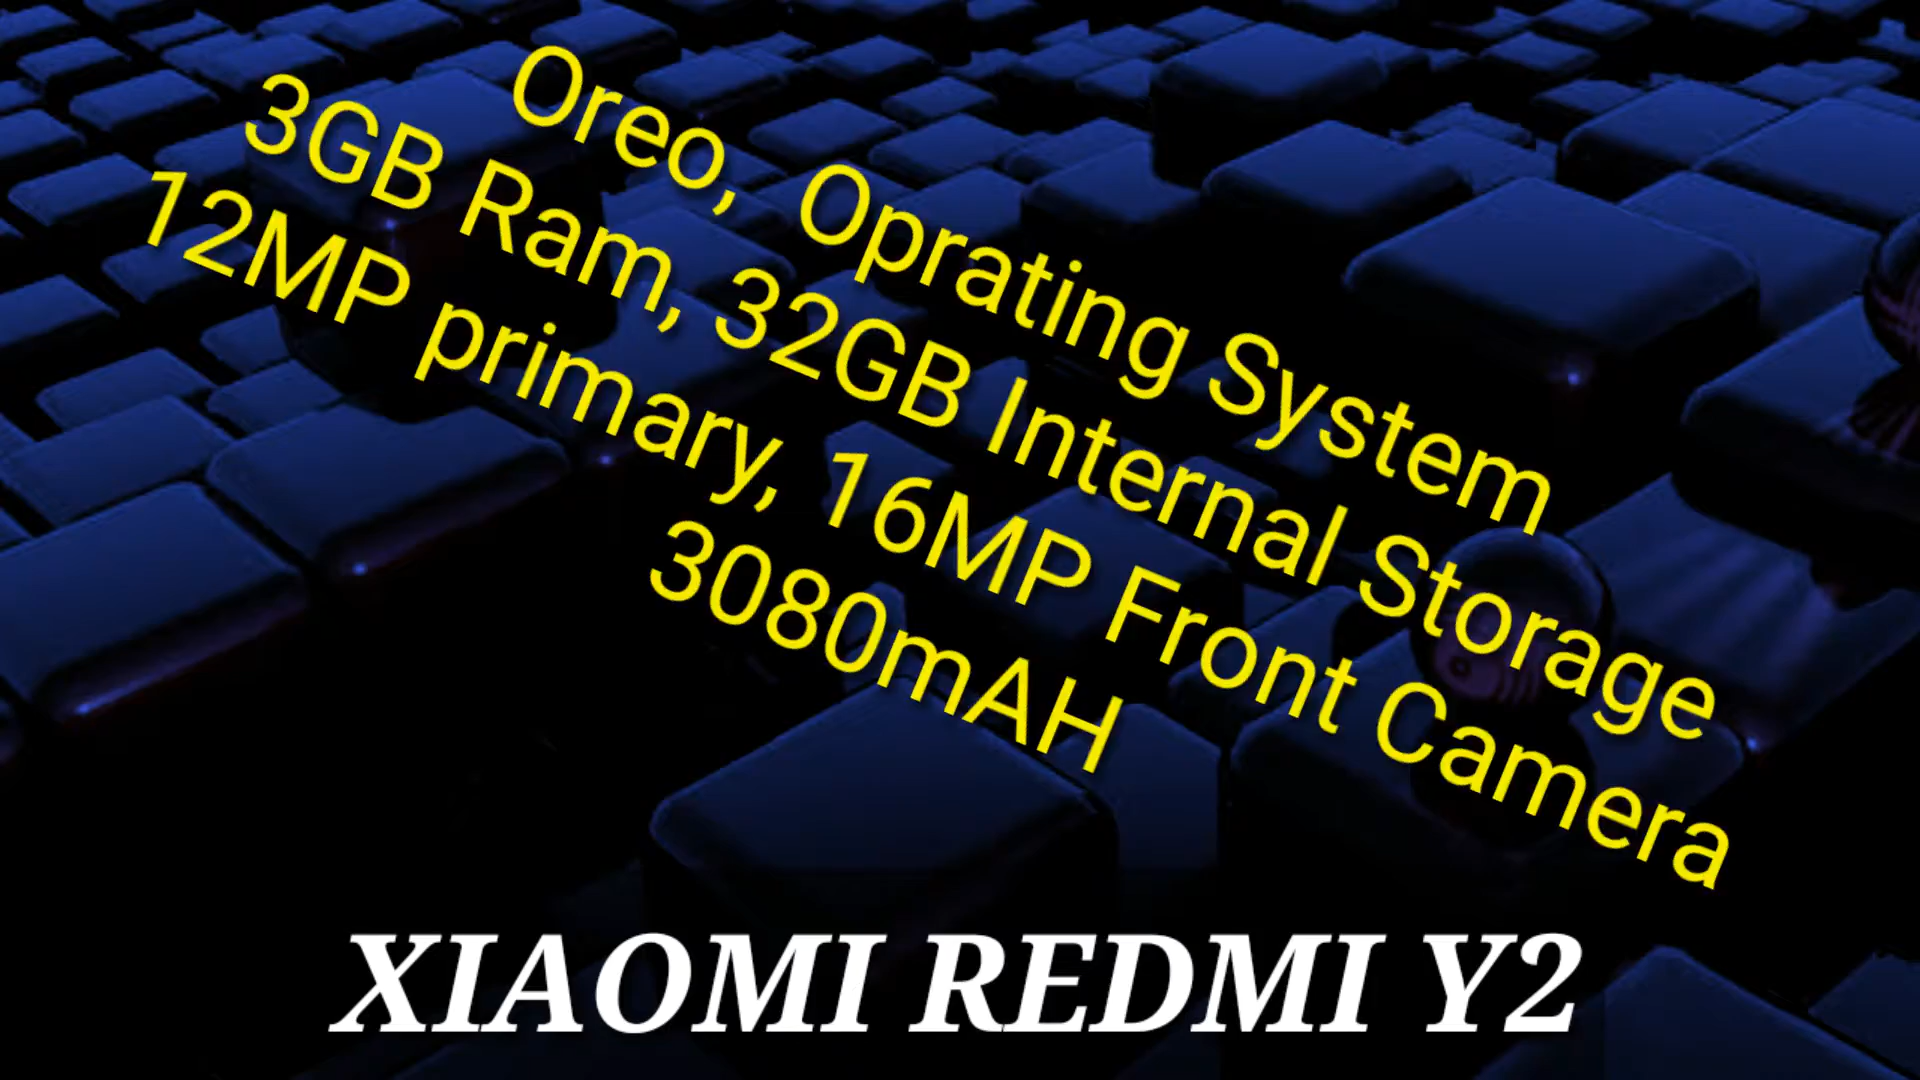 Oreo, Oprating System
3GB Ram, 32GB Internal Storage
12MP primary, 16MP Front Camera
3080mAH
XIAOMI REDMI Y2